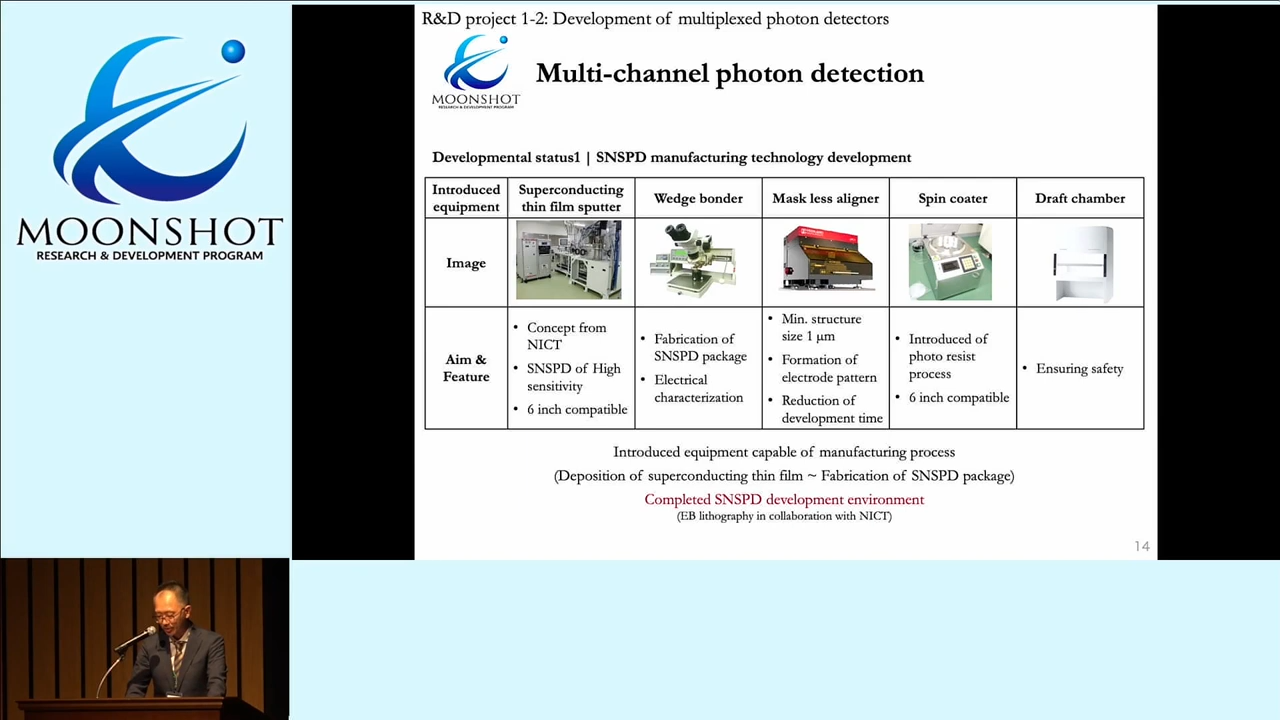 MOONSHOT
RESEARCH & DEVELOPMENT PROGRAM
R&D project 1-2: Development of multiplexed photon detectors
MOONSHOT
RESEARCH & DEVELOPMENT PROGRAM
Multi-channel photon detection
Developmental status1 | SNSPD manufacturing technology development
Introduced
equipment
Superconducting
thin film sputter
Wedge bonder
Mask less aligner
Spin coater
Draft chamber
Image
Aim &
Feature
• Concept from
NICT
• SNSPD of High
sensitivity
• 6 inch compatible
• Fabrication of
SNSPD package
• Electrical
characterization
• Min. structure
size 1 μm
• Formation of
electrode pattern
• Reduction of
development time
• Introduced of
photo resist
process
• 6 inch compatible
• Ensuring safety
Introduced equipment capable of manufacturing process
(Deposition of superconducting thin film ~ Fabrication of SNSPD package)
Completed SNSPD development environment
(EB lithography in collaboration with NICT)
14